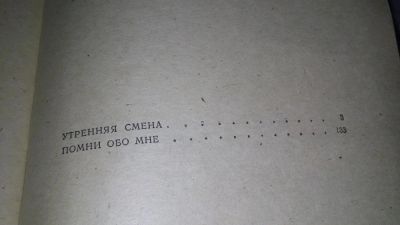 УТРЕННЯЯ СМЕНА . . . . . . . . . . . 3
ПОМНИ ОБО МНЕ . . . . . . . . . . . 133